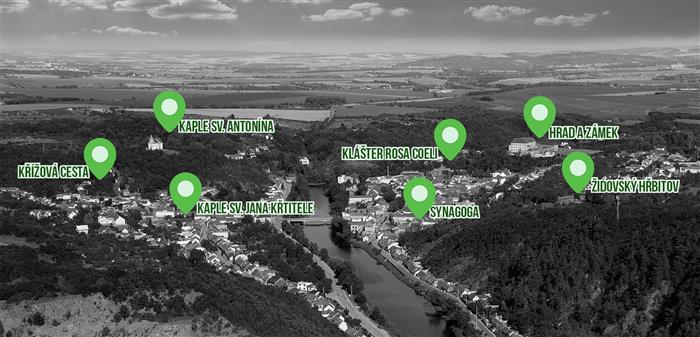 KAPLE SV. ANTONÍNA
HRAD A ZÁMEK
KLÁŠTER ROSA COELI
KŘÍŽOVÁ CESTA
ŽIDOVSKÝ HŘBITOV
KAPLE SV. JANA KŘTITELE
SYNAGOGA